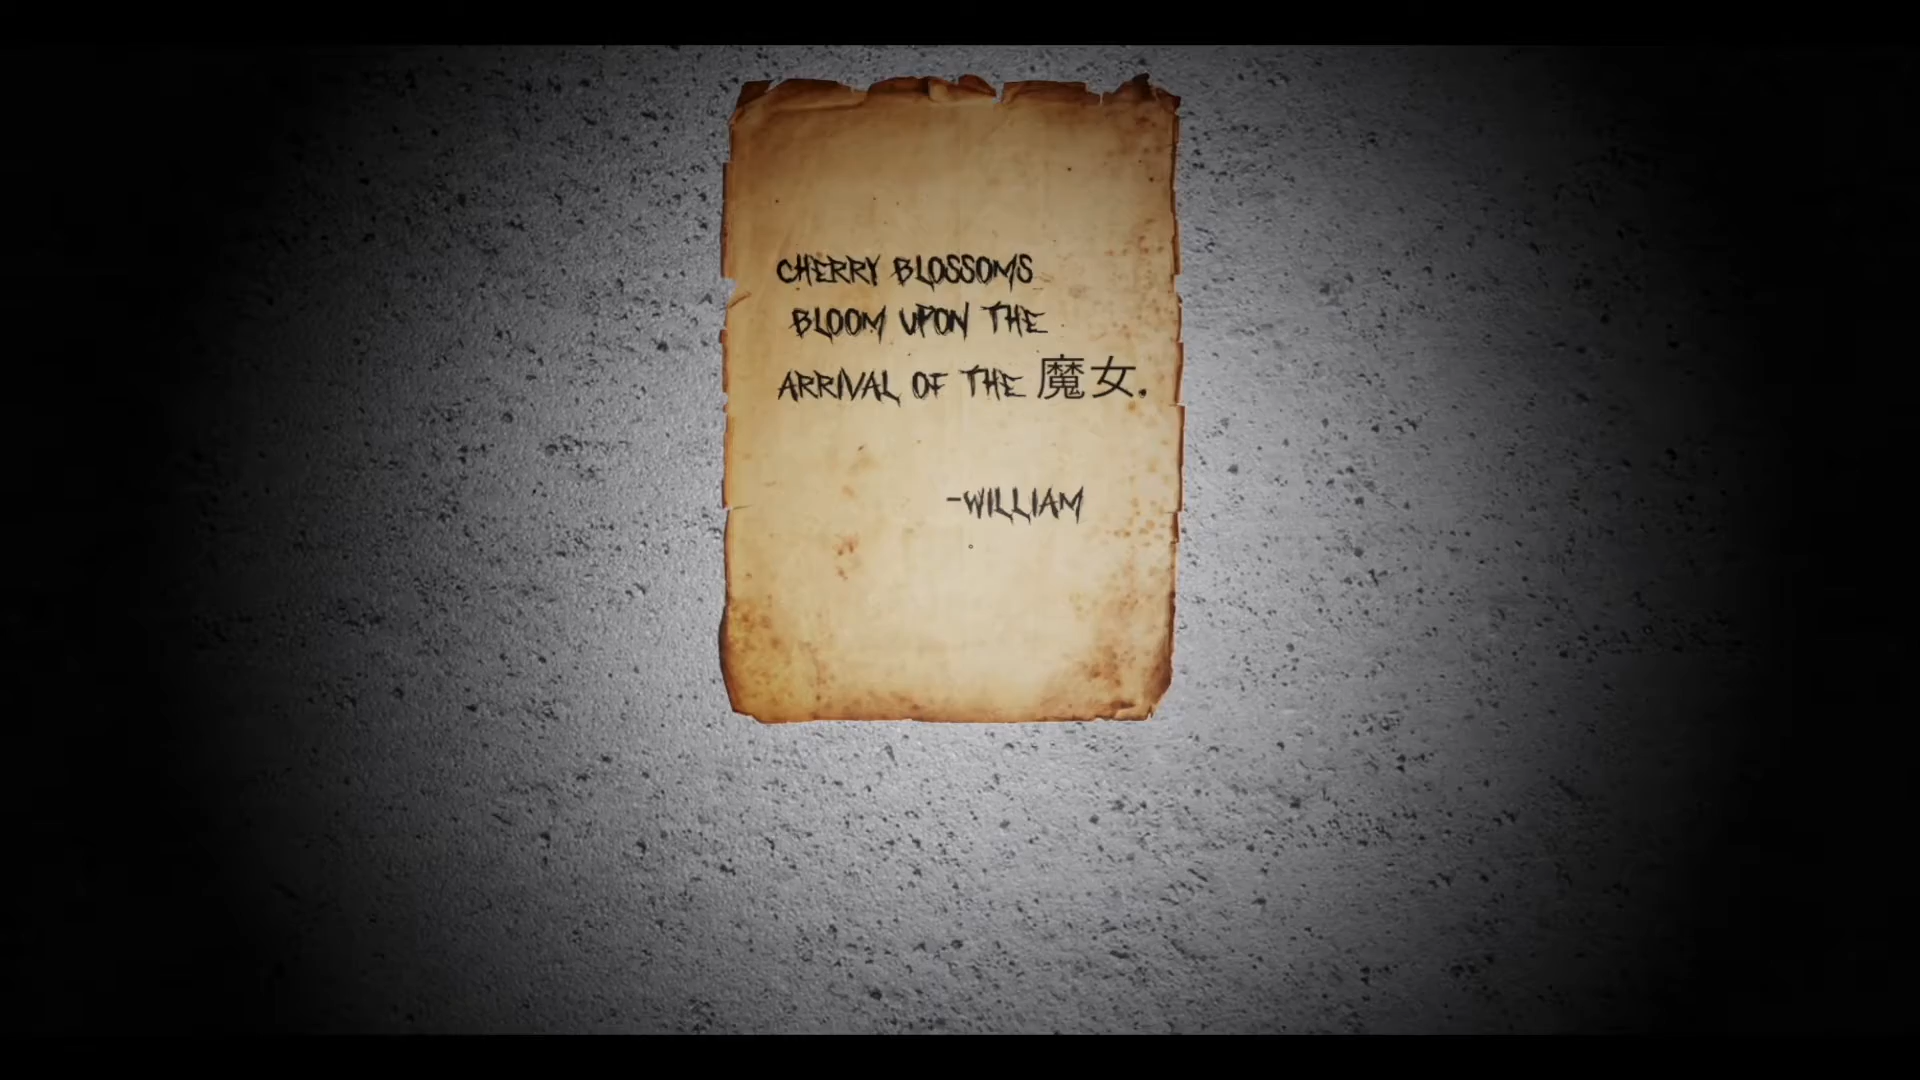 CHERRY BLOSSOMS
BLOOM UPON THE
ARRIVAL OF THE 魔女.
-WILLIAM